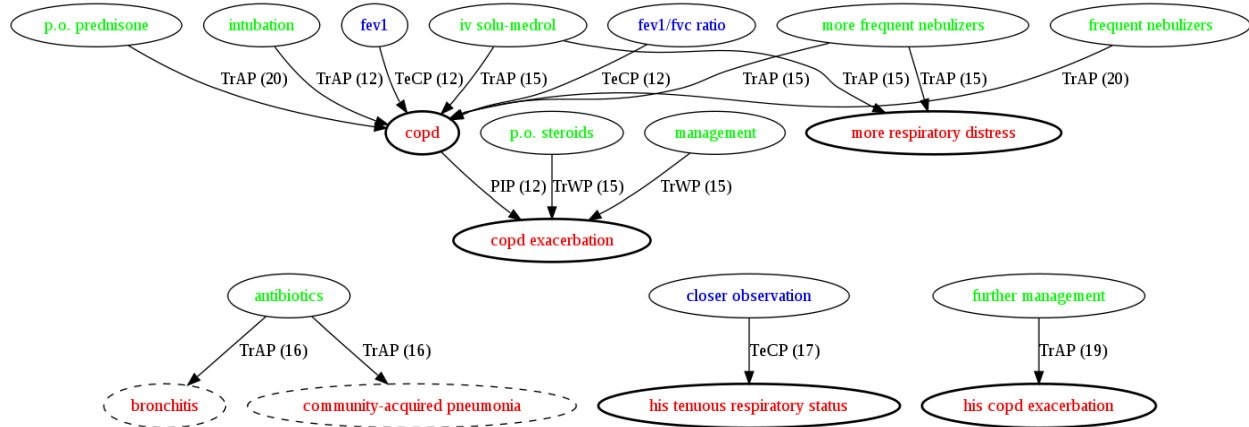 p.o. prednisone
intubation
fev1
iv solu-medrol
fev1/fvc ratio
more frequent nebulizers
frequent nebulizers
TrAP (20)
TrAP (12)
TeCP (12)
TrAP (15)
TeCP (12)
TrAP (15)
TrAP (15)
TrAP (15)
TrAP (20)
copd
p.o. steroids
management
more respiratory distress
PIP (12)
TrWP (15)
TrWP (15)
copd exacerbation
antibiotics
closer observation
further management
TrAP (16)
TrAP (16)
TeCP (17)
TrAP (19)
bronchitis
community-acquired pneumonia
his tenuous respiratory status
his copd exacerbation